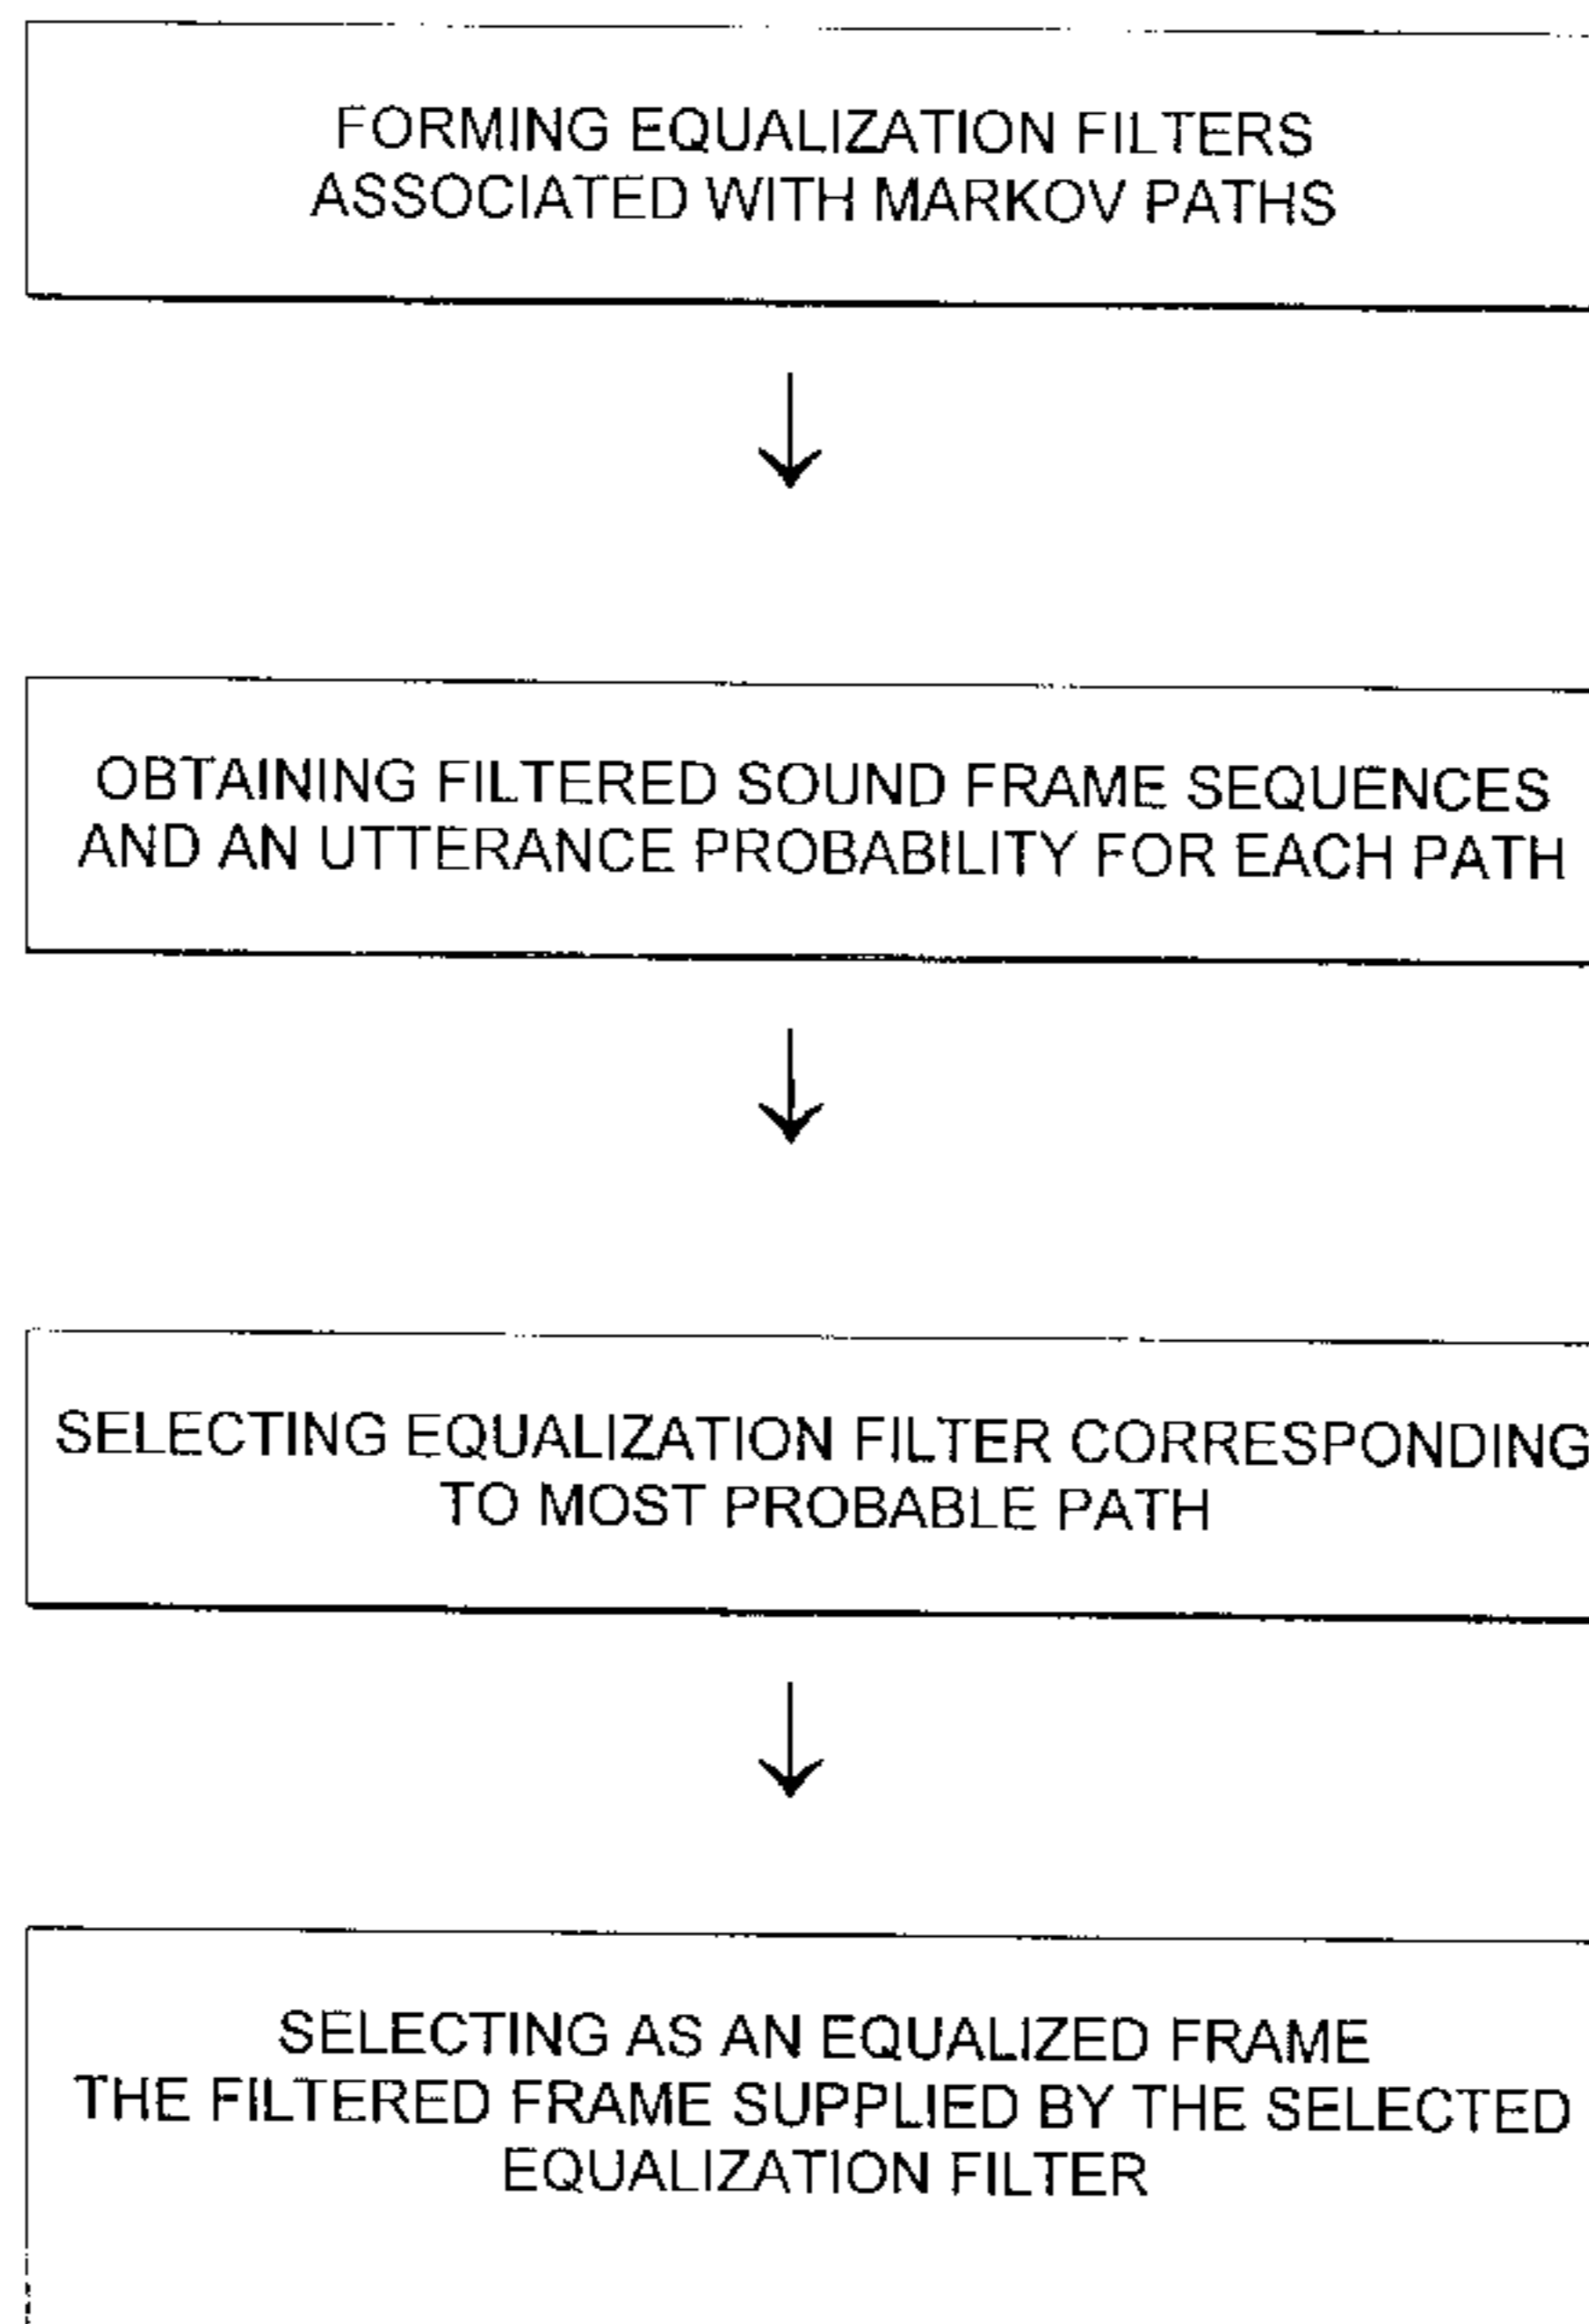 FORMING EQUALIZATION FILTERS
ASSOCIATED WITH MARKOV PATHS
OBTAINING FILTERED SOUND FRAME SEQUENCES
AND AN UTTERANCE PROBABILITY FOR EACH PATH
SELECTING EQUALIZATION FILTER CORRESPONDING
TO MOST PROBABLE PATH
SELECTING AS AN EQUALIZED FRAME
THE FILTERED FRAME SUPPLIED BY THE SELECTED
EQUALIZATION FILTER